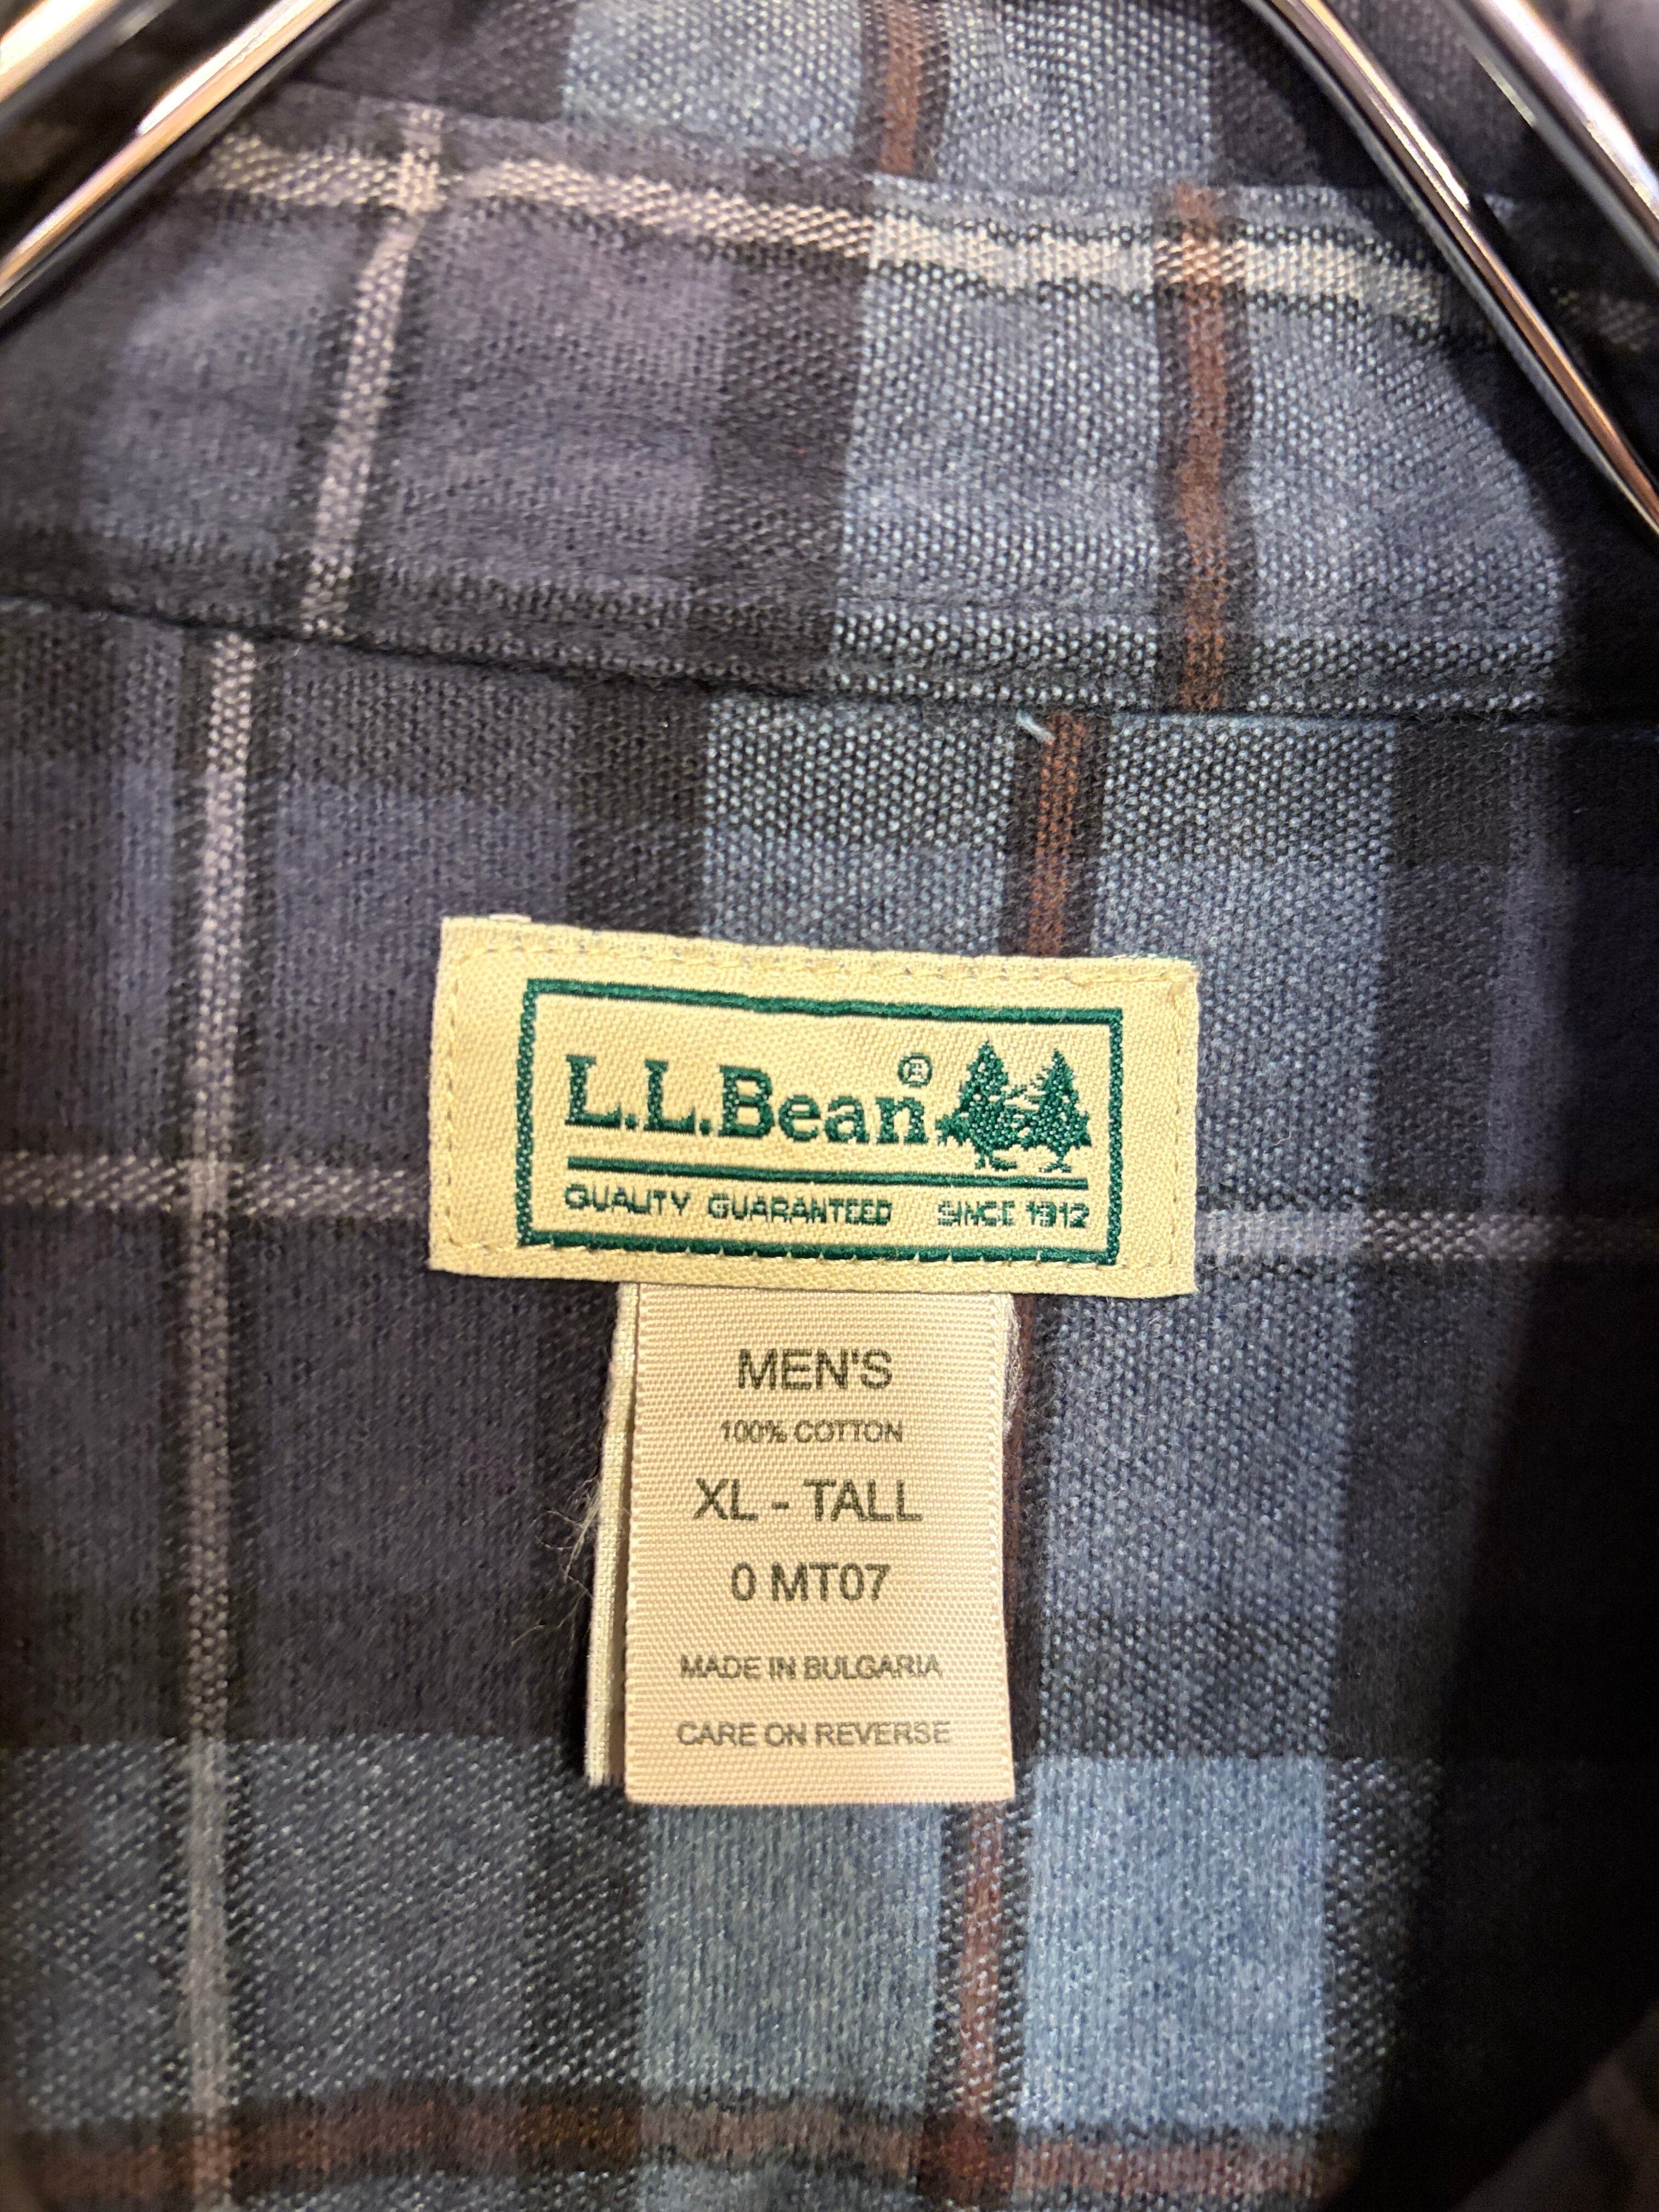 L.L.Bean®
QUALITY GUARANTEED SINCE 1912
MEN'S
100% COTTON
XL - TALL
0 MT07
MADE IN BULGARIA
CARE ON REVERSE